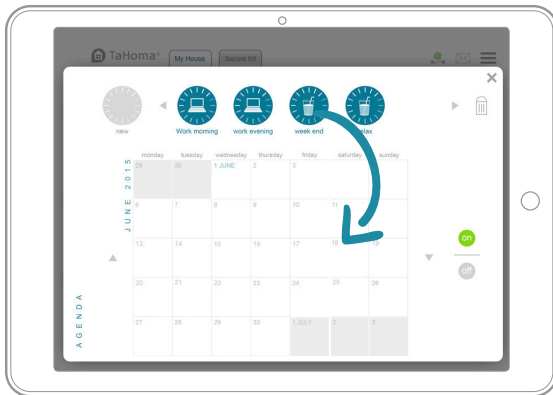 TaHoma®
My House
Secure Kit
new
Work morning
work evening
week end
relax
JUNE 2015
monday tuesday wednesday thursday friday saturday sunday
29 30 1 JUNE 2 3
6 7 8 9 10 11
13 14 15 16 17 18 19
20 21 22 23 24 25 26
27 28 29 30 1 JULY 2 3
AGENDA
on
off